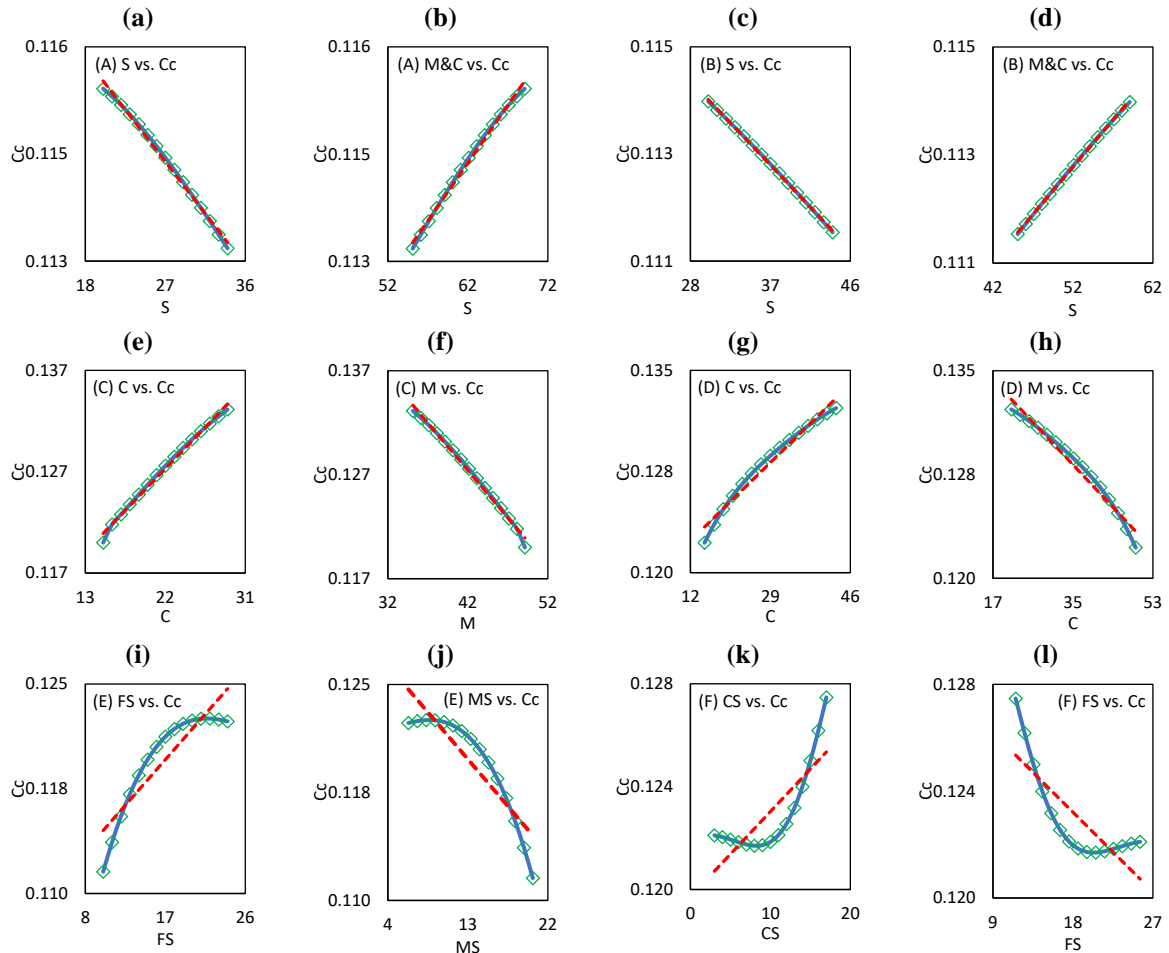 (a) (b) (c) (d)
0.116 0.116 0.115 0.115
(A) S vs. Cc (A) M&C vs. Cc (B) S vs. Cc (B) M&C vs. Cc
Cc Cc Cc Cc
0.115 0.115 0.113 0.113
0.113 0.113 0.111 0.111
18 27 36 52 62 72 28 37 46 42 52 62
S S S S
(e) (f) (g) (h)
0.137 0.137 0.135 0.135
(C) C vs. Cc (C) M vs. Cc (D) C vs. Cc (D) M vs. Cc
Cc Cc Cc Cc
0.127 0.127 0.128 0.128
0.117 0.117 0.120 0.120
13 22 31 32 42 52 12 29 46 17 35 53
C M C C
(i) (j) (k) (l)
0.125 0.125 0.128 0.128
(E) FS vs. Cc (E) MS vs. Cc (F) CS vs. Cc (F) FS vs. Cc
Cc Cc Cc Cc
0.118 0.118 0.124 0.124
0.110 0.110 0.120 0.120
8 17 26 4 13 22 0 10 20 9 18 27
FS MS CS FS